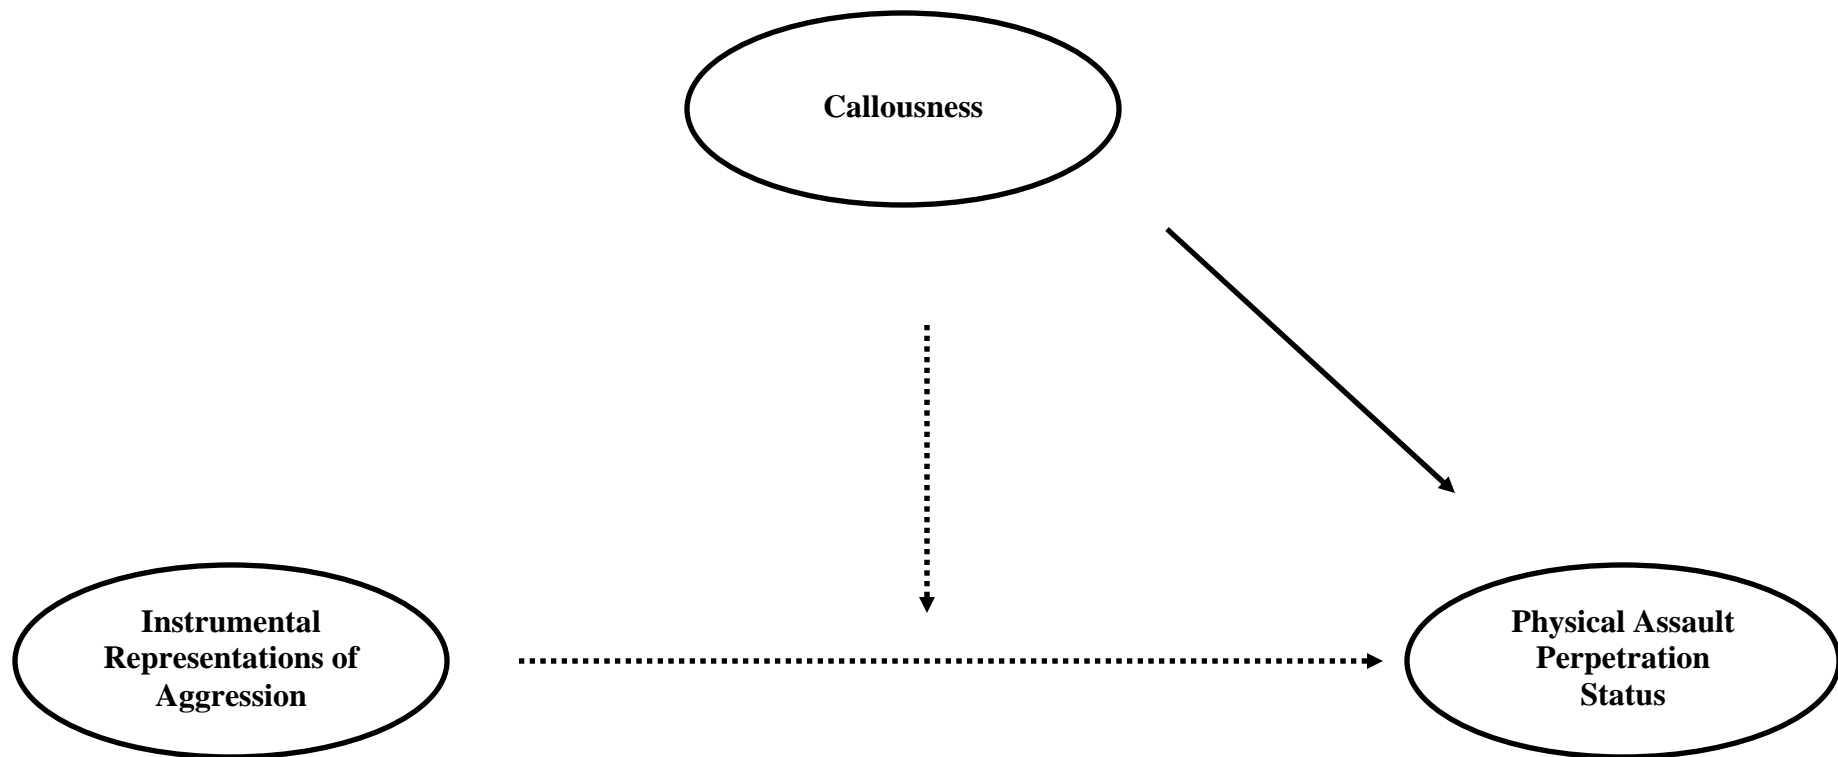 Callousness
Instrumental
Representations of
Aggression
Physical Assault
Perpetration
Status